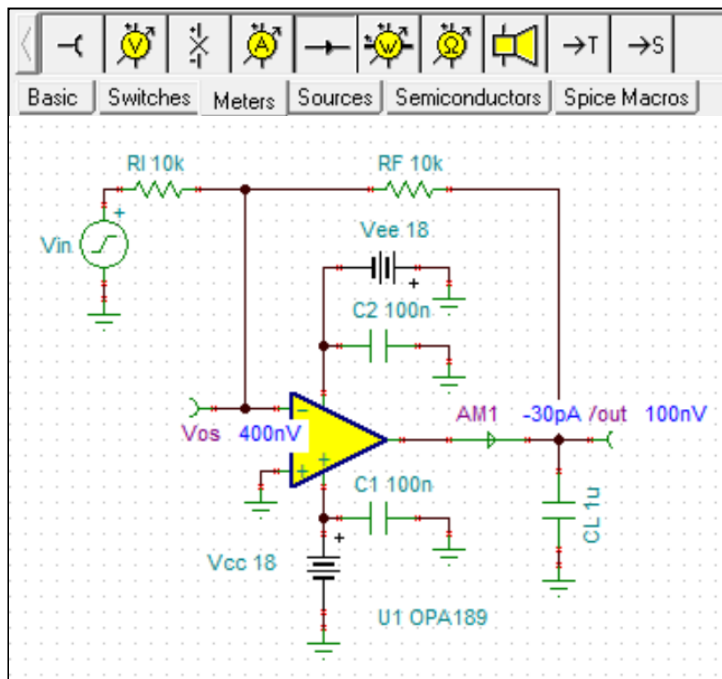 V A W Ω →T →S
Basic Switches Meters Sources Semiconductors Spice Macros
RI 10k RF 10k
Vee 18
Vin
C2 100n
AM1 -30pA /out 100nV
Vos 400nV
C1 100n
CL 1u
Vcc 18
U1 OPA189